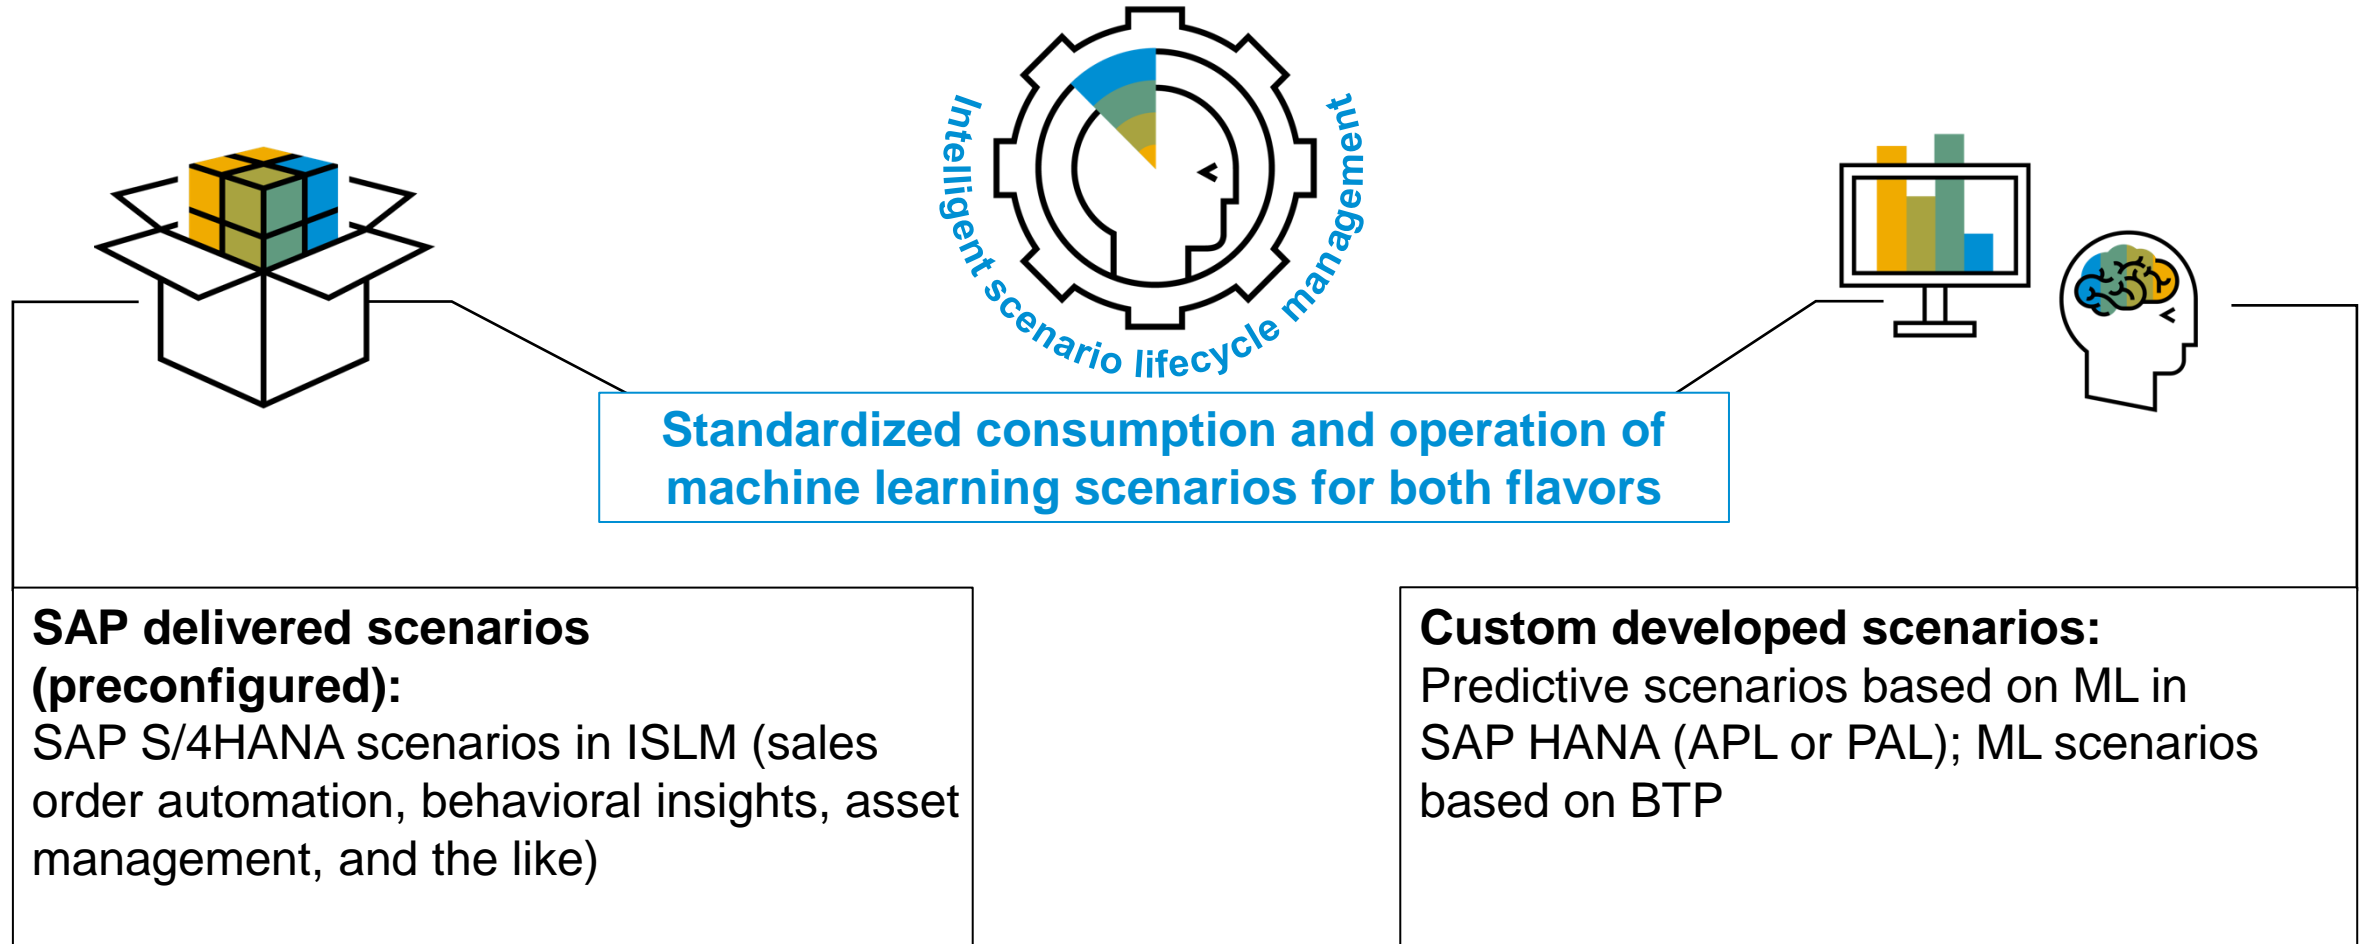 Intelligent scenario lifecycle management
Standardized consumption and operation of
machine learning scenarios for both flavors
SAP delivered scenarios
(preconfigured):
SAP S/4HANA scenarios in ISLM (sales
order automation, behavioral insights, asset
management, and the like)
Custom developed scenarios:
Predictive scenarios based on ML in
SAP HANA (APL or PAL); ML scenarios
based on BTP